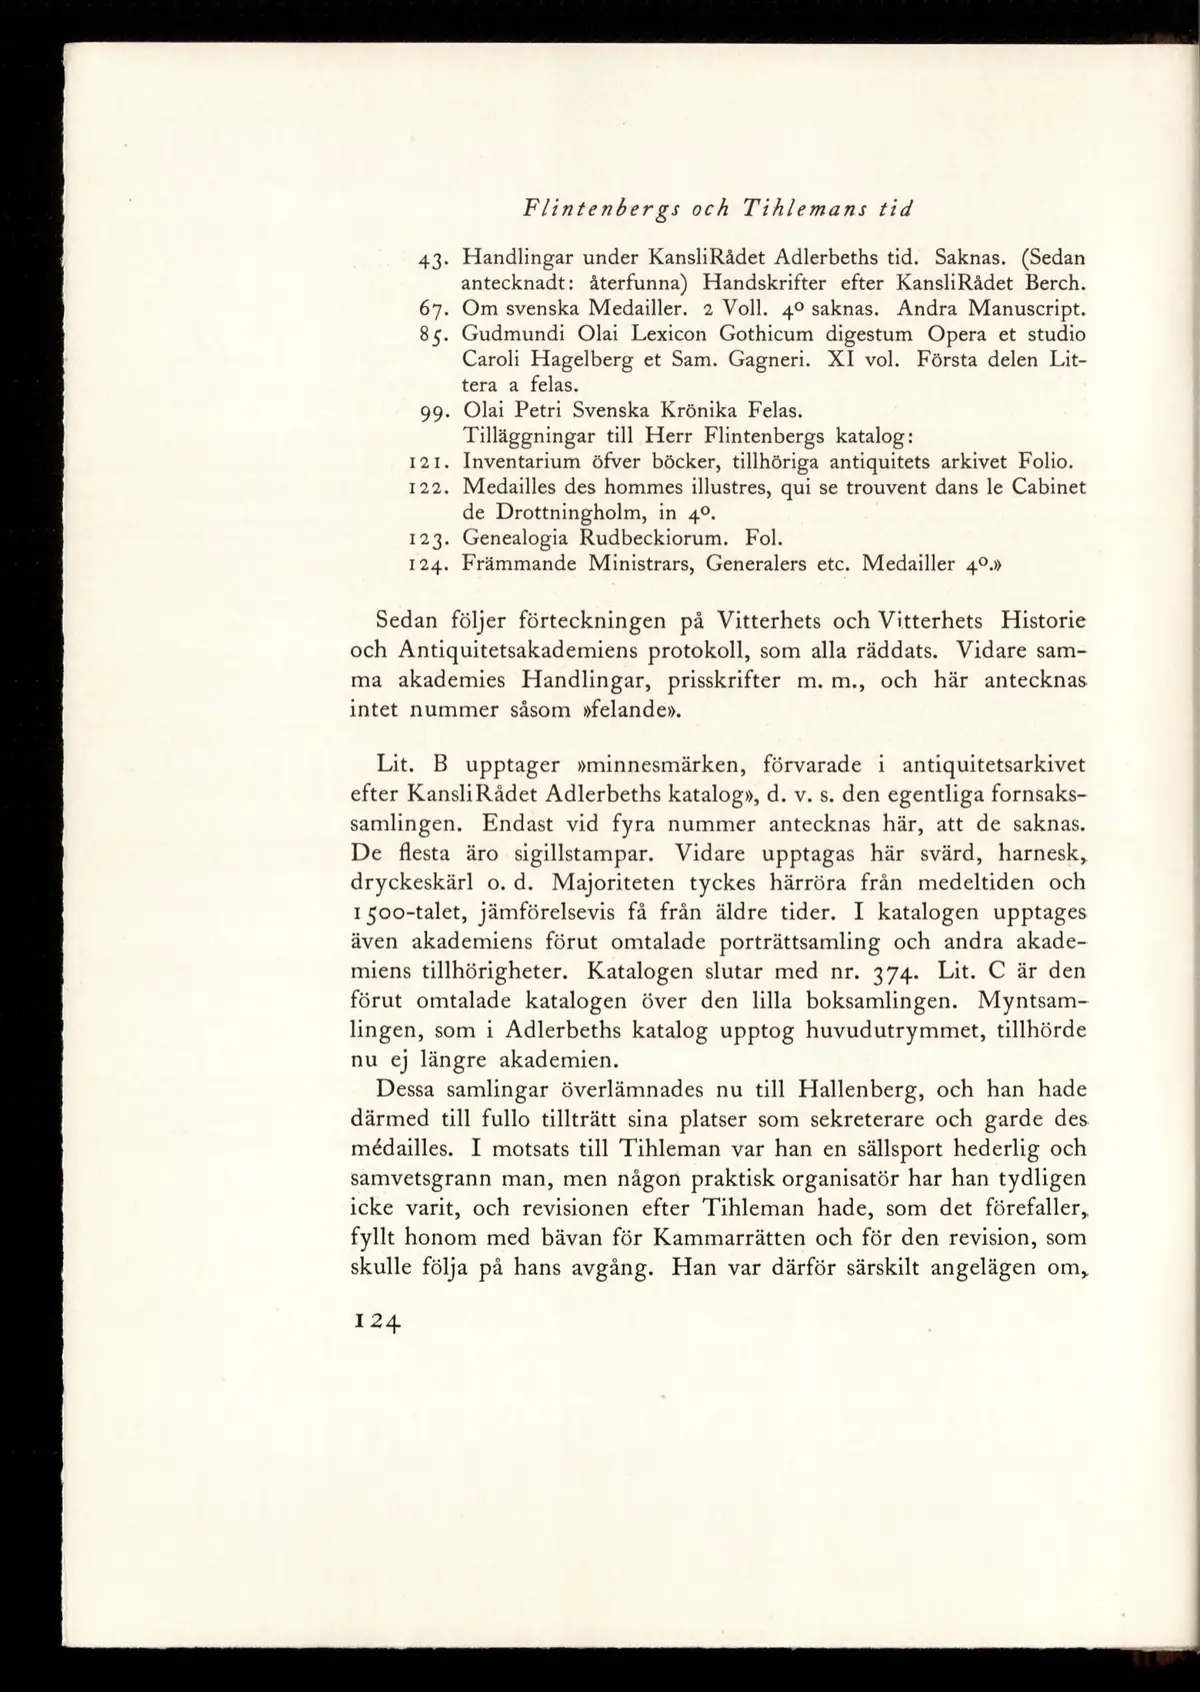 Flintenbergs och Tihlemans tid
43. Handlingar under KansliRådet Adlerbeths tid. Saknas. (Sedan
antecknadt: återfunna) Handskrifter efter KansliRådet Berch.
67. Om svenska Medailler. 2 Voll. 4º saknas. Andra Manuscript.
85. Gudmundi Olai Lexicon Gothicum digestum Opera et studio
Caroli Hagelberg et Sam. Gagneri. XI vol. Första delen Lit-
tera a felas.
99. Olai Petri Svenska Krönika Felas.
Tilläggningar till Herr Flintenbergs katalog:
121. Inventarium öfver böcker, tillhöriga antiquitets arkivet Folio.
122. Medailles des hommes illustres, qui se trouvent dans le Cabinet
de Drottningholm, in 4º.
123. Genealogia Rudbeckiorum. Fol.
124. Främmande Ministrars, Generalers etc. Medailler 4º.»
Sedan följer förteckningen på Vitterhets och Vitterhets Historie
och Antiquitetsakademiens protokoll, som alla räddats. Vidare sam-
ma akademies Handlingar, prisskrifter m. m., och här antecknas
intet nummer såsom »felande».
Lit. B upptager »minnesmärken, förvarade i antiquitetsarkivet
efter KansliRådet Adlerbeths katalog», d. v. s. den egentliga fornsaks-
samlingen. Endast vid fyra nummer antecknas här, att de saknas.
De flesta äro sigillstampar. Vidare upptagas här svärd, harnesk,
dryckeskärl o. d. Majoriteten tyckes härröra från medeltiden och
1500-talet, jämförelsevis få från äldre tider. I katalogen upptages
även akademiens förut omtalade porträttsamling och andra akade-
miens tillhörigheter. Katalogen slutar med nr. 374. Lit. C är den
förut omtalade katalogen över den lilla boksamlingen. Myntsam-
lingen, som i Adlerbeths katalog upptog huvudutrymmet, tillhörde
nu ej längre akademien.
Dessa samlingar överlämnades nu till Hallenberg, och han hade
därmed till fullo tillträtt sina platser som sekreterare och garde des
médailles. I motsats till Tihleman var han en sällsport hederlig och
samvetsgrann man, men någon praktisk organisatör har han tydligen
icke varit, och revisionen efter Tihleman hade, som det förefaller,
fyllt honom med bävan för Kammarrätten och för den revision, som
skulle följa på hans avgång. Han var därför särskilt angelägen om,
124